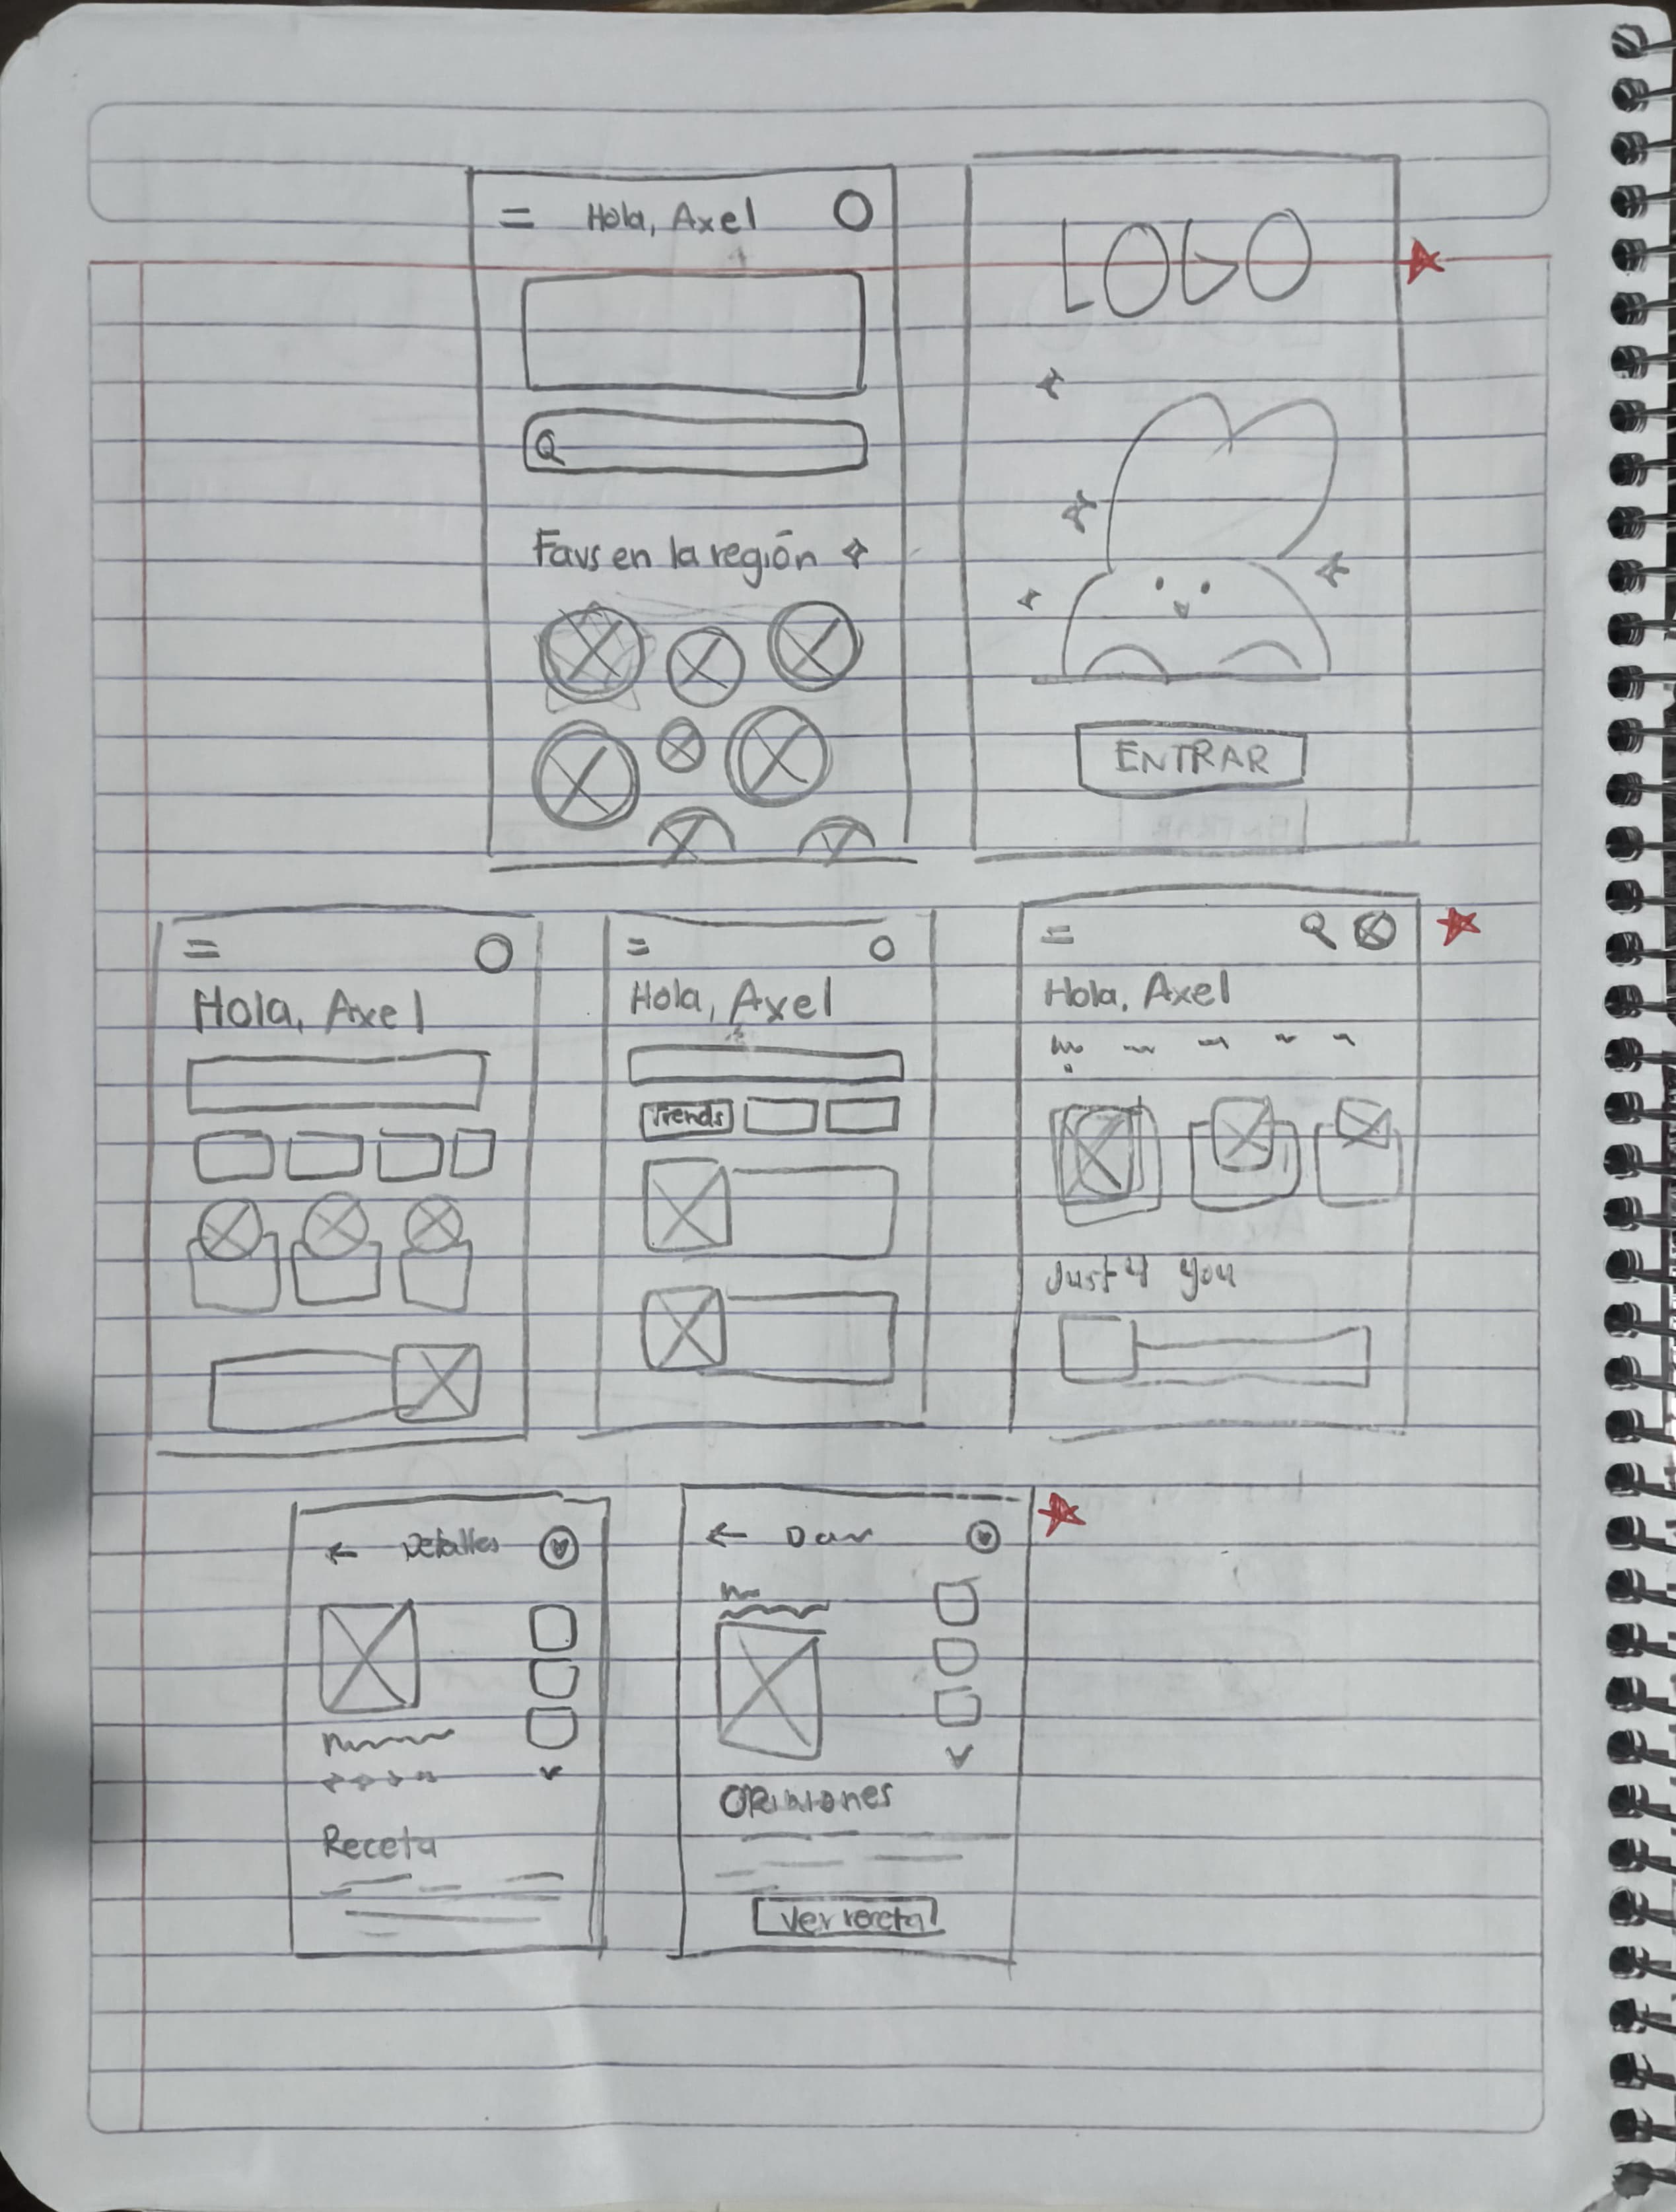 Hola, Axel
Favs en la región
LOGO
ENTRAR
Hola, Axel
Hola, Axel
Trends
Hola, Axel
Just 4 you
Detalles
Receta
Opiniones
Ver receta